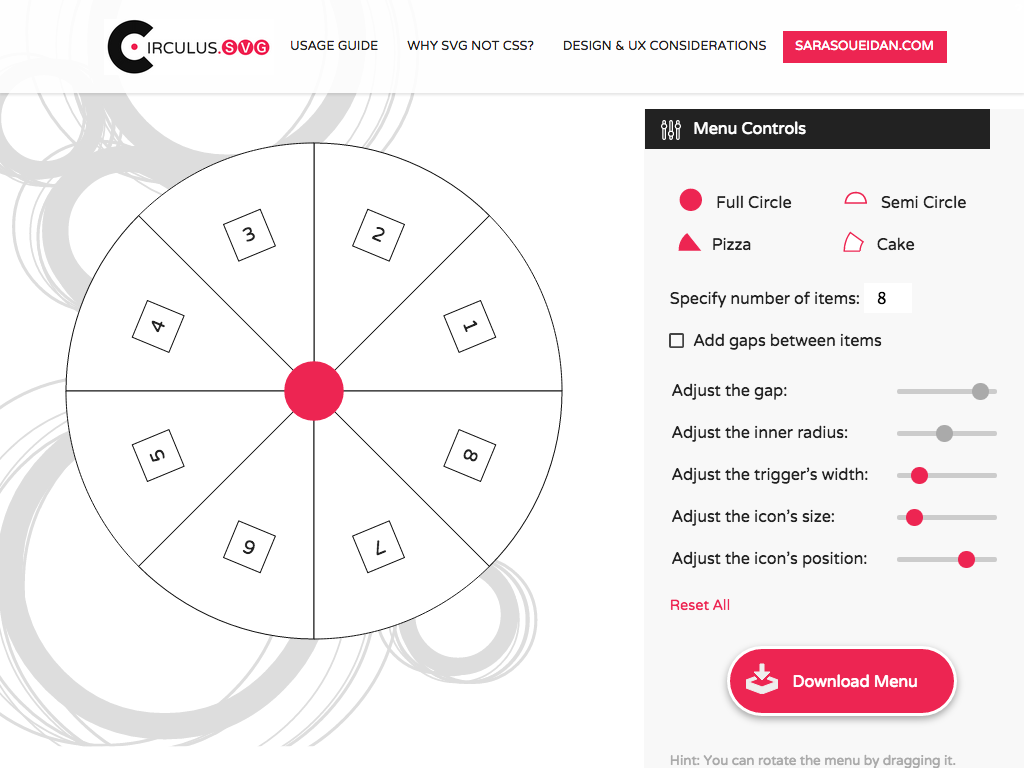 CIRCULUS.SVG USAGE GUIDE WHY SVG NOT CSS? DESIGN & UX CONSIDERATIONS SARASOUEIDAN.COM
Menu Controls
Full Circle Semi Circle
Pizza Cake
Specify number of items: 8
Add gaps between items
Adjust the gap:
Adjust the inner radius:
Adjust the trigger's width:
Adjust the icon's size:
Adjust the icon's position:
Reset All
Download Menu
Hint: You can rotate the menu by dragging it.
3 2
4 1
5 8
6 7